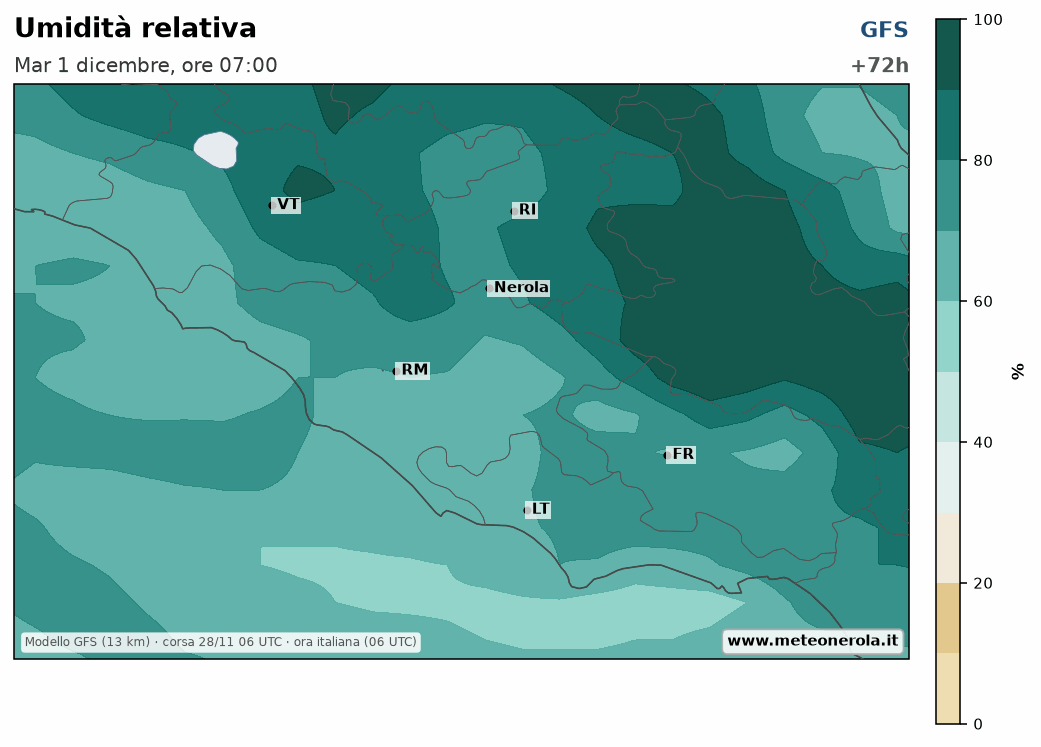 Umidità relativa
GFS
Mar 1 dicembre, ore 07:00
+72h
100
80
60
40
20
0
%
VT
RI
Nerola
RM
FR
LT
Modello GFS (13 km) · corsa 28/11 06 UTC · ora italiana (06 UTC)
www.meteonerola.it